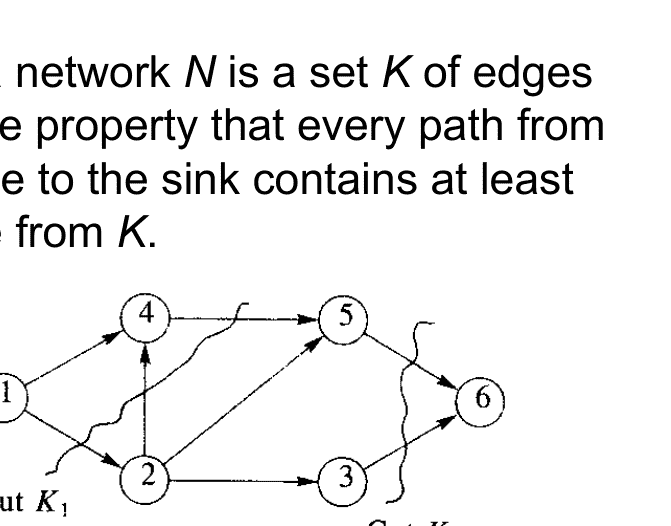 network N is a set K of edges
e property that every path from
e to the sink contains at least
from K.
4
5
1
6
2
3
ut K₁